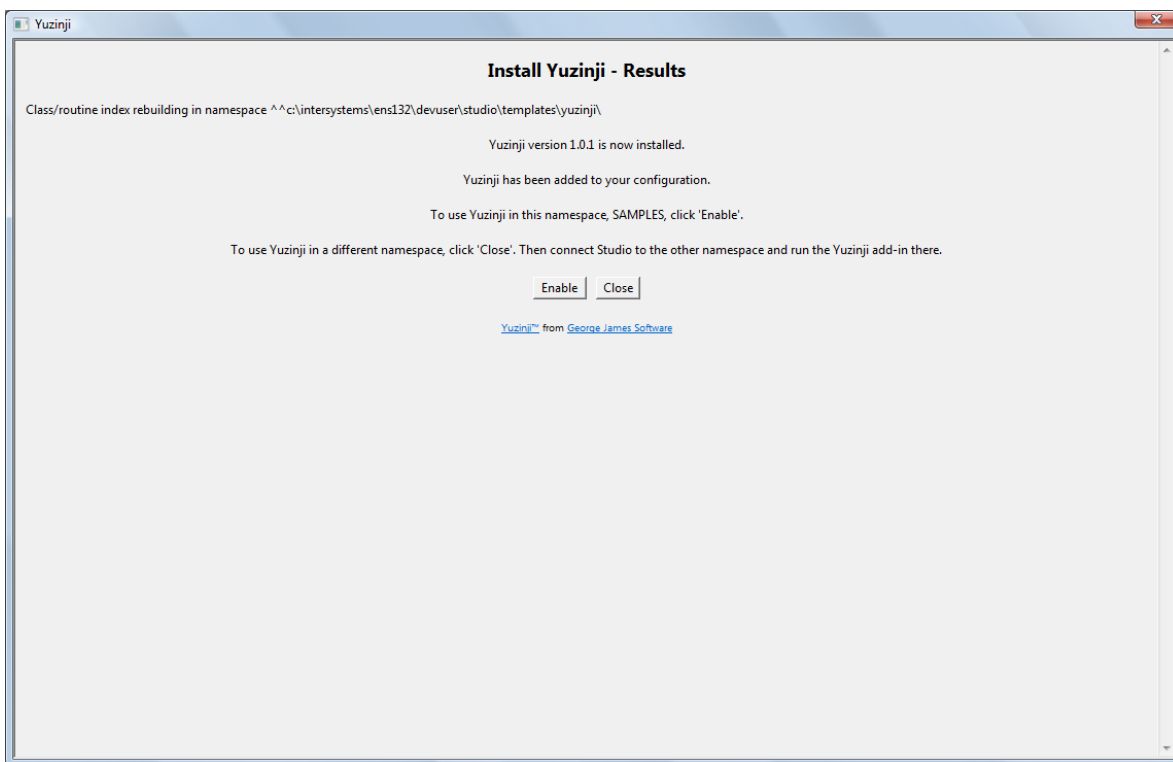 Yuzinji
Install Yuzinji - Results
Class/routine index rebuilding in namespace ^^c:\intersystems\ens132\devuser\studio\templates\yuzinji\
Yuzinji version 1.0.1 is now installed.
Yuzinji has been added to your configuration.
To use Yuzinji in this namespace, SAMPLES, click 'Enable'.
To use Yuzinji in a different namespace, click 'Close'. Then connect Studio to the other namespace and run the Yuzinji add-in there.
Enable Close
Yuzinji™ from George James Software